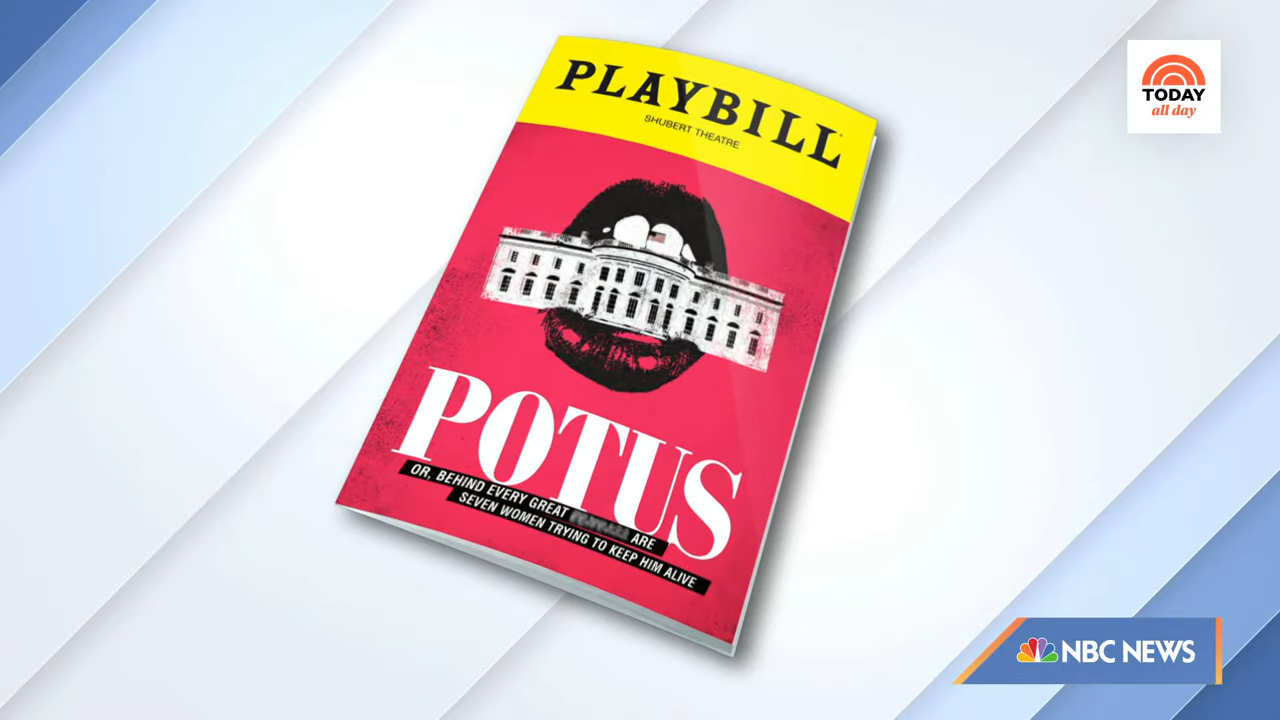 PLAYBILL
SHUBERT THEATRE
POTUS
OR, BEHIND EVERY GREAT ARE
SEVEN WOMEN TRYING TO KEEP HIM ALIVE
TODAY
all day
NBC NEWS